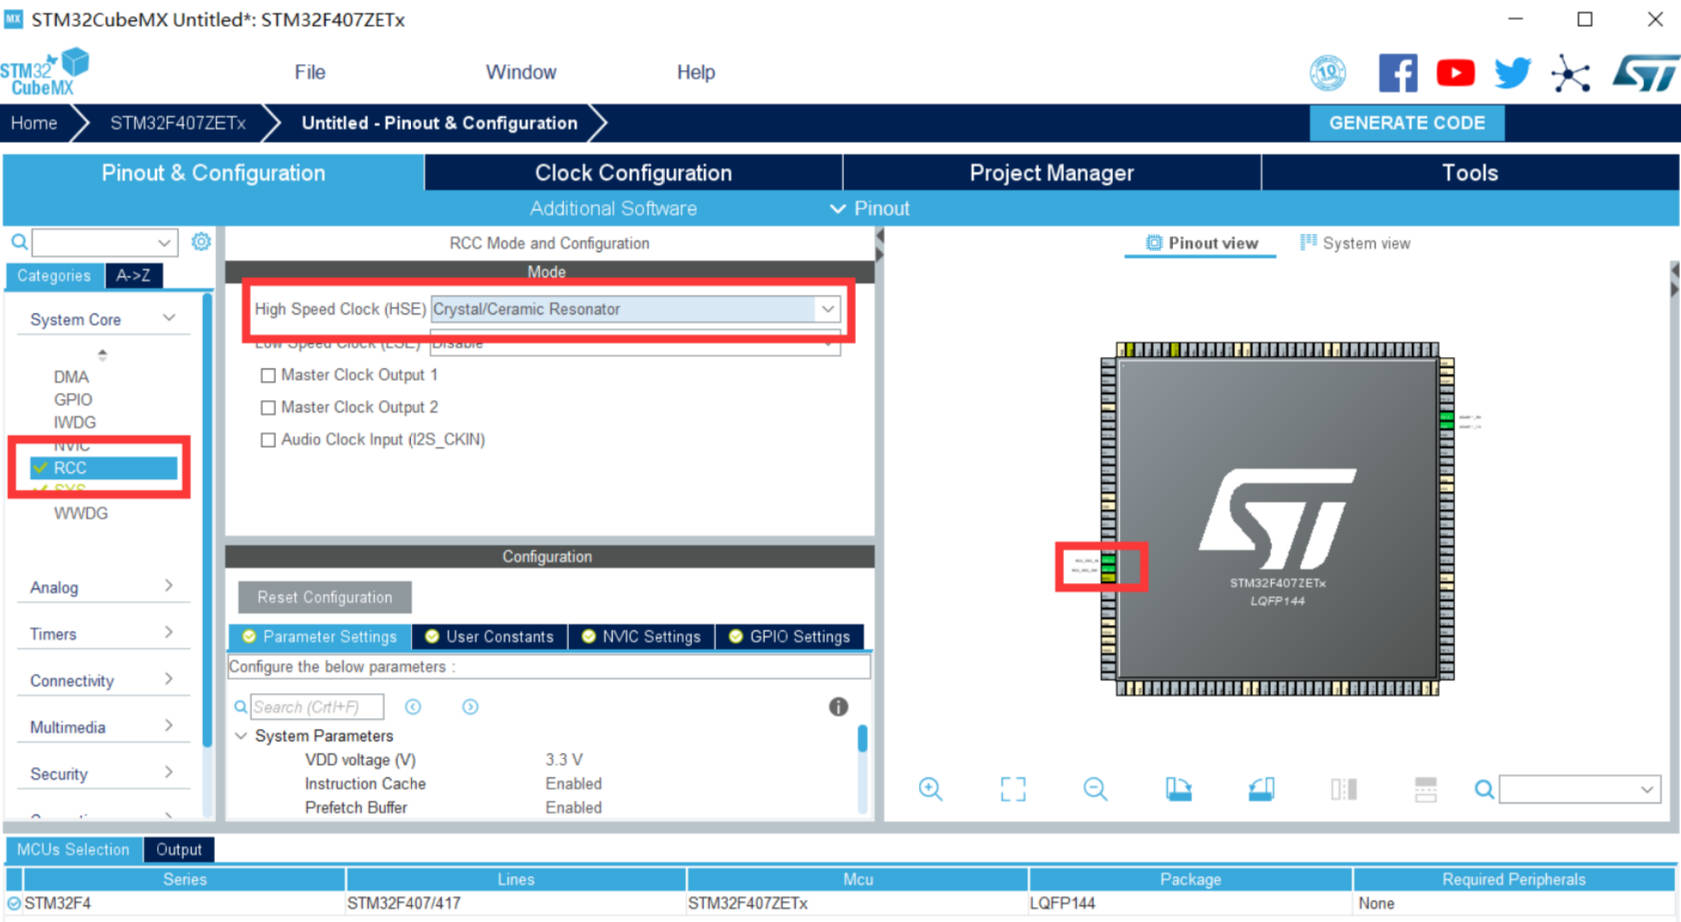 MX STM32CubeMX Untitled*: STM32F407ZETx
STM32
CubeMX
File Window Help
10
Home STM32F407ZETx Untitled - Pinout & Configuration GENERATE CODE
Pinout & Configuration Clock Configuration Project Manager Tools
Additional Software Pinout
RCC Mode and Configuration
Pinout view System view
Categories A->Z
Mode
High Speed Clock (HSE) Crystal/Ceramic Resonator
System Core
Low Speed Clock (LSE) Disable
Master Clock Output 1
DMA
GPIO
Master Clock Output 2
IWDG
Audio Clock Input (I2S_CKIN)
NVIC
RCC
SYS
WWDG
Configuration
Analog
STM32F407ZETx
Reset Configuration
LQFP144
Timers
Parameter Settings User Constants NVIC Settings GPIO Settings
Configure the below parameters :
Connectivity
Search (Crtl+F)
Multimedia
System Parameters
VDD voltage (V) 3.3 V
Security
Instruction Cache Enabled
Prefetch Buffer Enabled
MCUs Selection Output
Series Lines Mcu Package Required Peripherals
STM32F4 STM32F407/417 STM32F407ZETx LQFP144 None